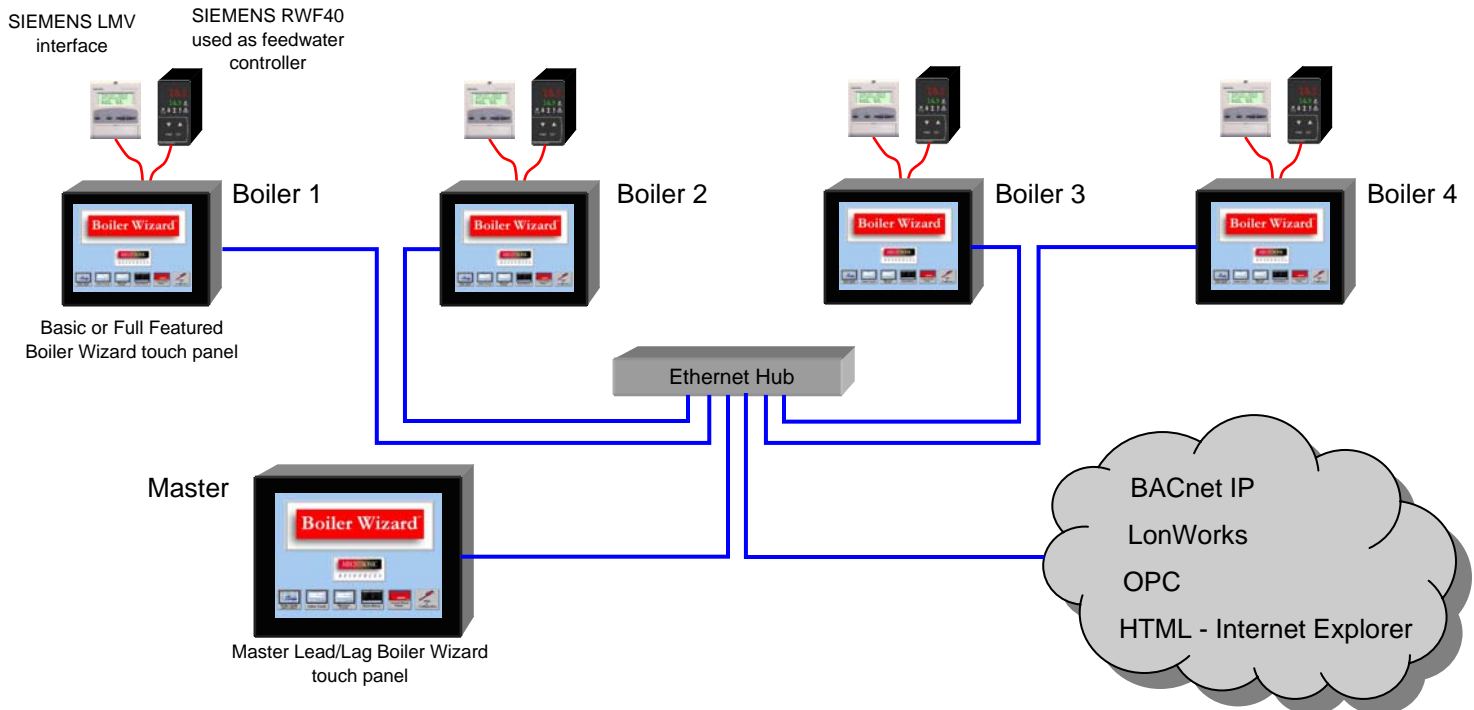 SIEMENS LMV
interface
SIEMENS RWF40
used as feedwater
controller
Boiler 1
Boiler 2
Boiler 3
Boiler 4
Boiler Wizard
Boiler Wizard
Boiler Wizard
Boiler Wizard
Basic or Full Featured
Boiler Wizard touch panel
Ethernet Hub
Master
Boiler Wizard
RESOURCES
Master Lead/Lag Boiler Wizard
touch panel
BACnet IP
LonWorks
OPC
HTML - Internet Explorer